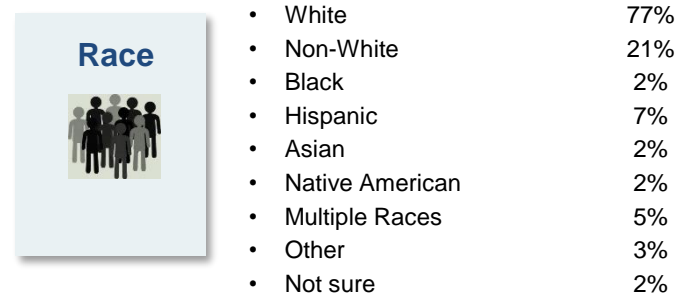 Race
• White 77%
• Non-White 21%
• Black 2%
• Hispanic 7%
• Asian 2%
• Native American 2%
• Multiple Races 5%
• Other 3%
• Not sure 2%